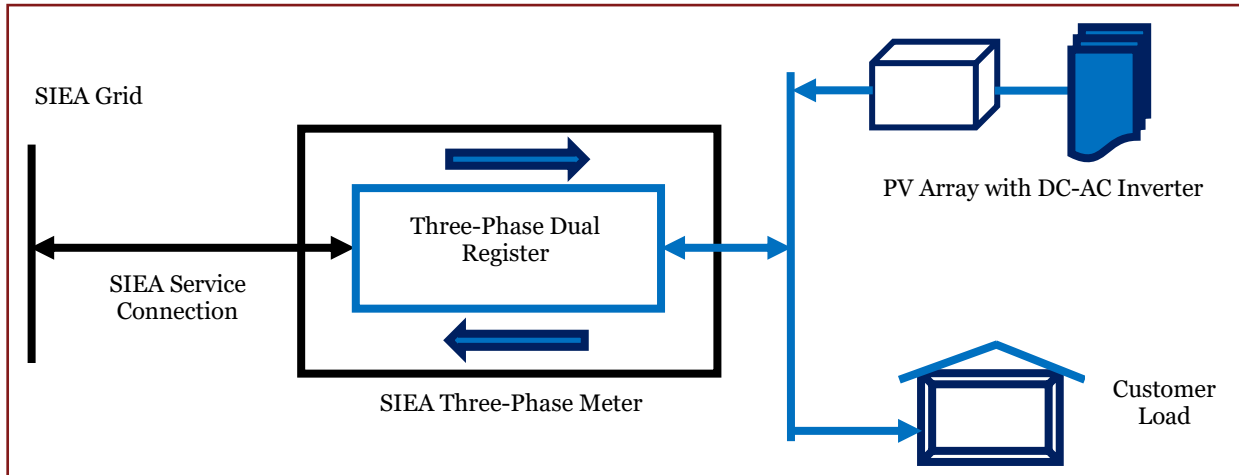 SIEA Grid
Three-Phase Dual
Register
PV Array with DC-AC Inverter
SIEA Service
Connection
SIEA Three-Phase Meter
Customer
Load